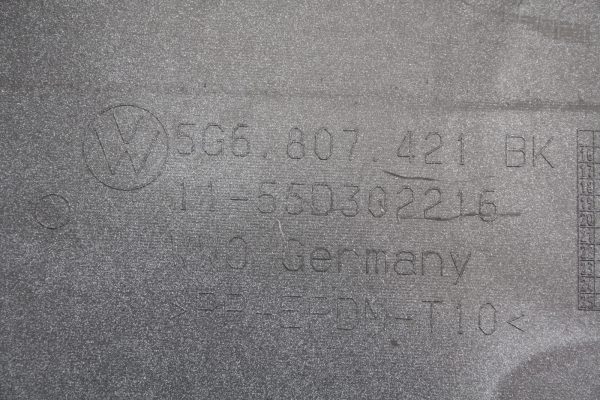 5G6.807.421 BK
11-55D302216
Germany
>PP-EPDM-T10<